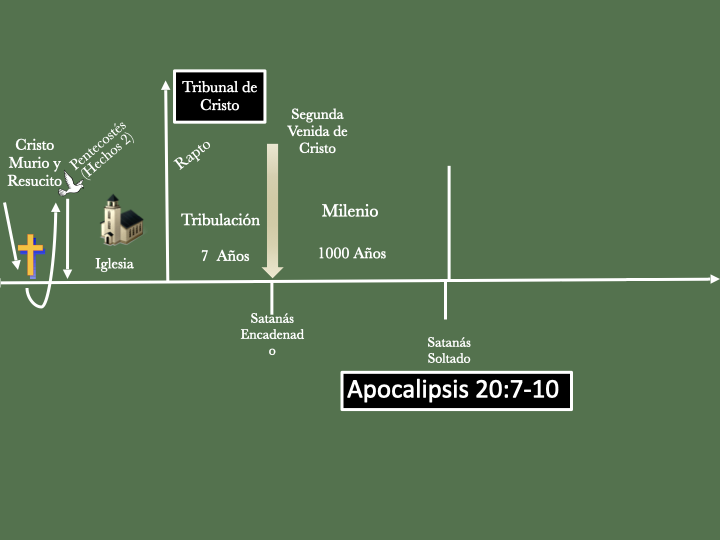 Tribunal de
Cristo
Segunda
Venida de
Cristo
Cristo
Murio y
Resucito
Pentecostés
(Hechos 2)
Rapto
Tribulación
7 Años
Milenio
1000 Años
Iglesia
Satanás
Encadenad
o
Satanás
Soltado
Apocalipsis 20:7-10